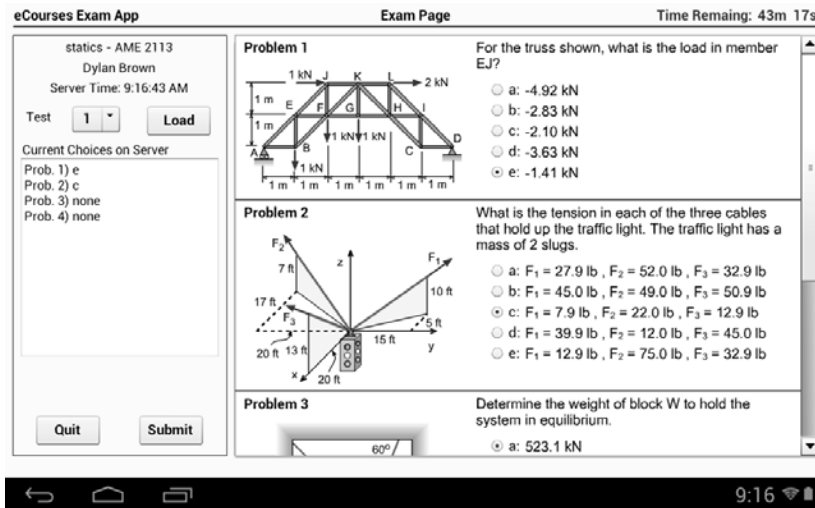 eCourses Exam App
Exam Page
Time Remaing: 43m 17s
statics - AME 2113
Dylan Brown
Server Time: 9:16:43 AM
Test 1 Load
Current Choices on Server
Prob. 1) e
Prob. 2) c
Prob. 3) none
Prob. 4) none
Quit
Submit
Problem 1
1 kN J K L 2 kN
1 m E F G H I
1 m 1 kN 1 kN
A B C D
1 kN
1 m 1 m 1 m 1 m 1 m 1 m
For the truss shown, what is the load in member
EJ?
a: -4.92 kN
b: -2.83 kN
c: -2.10 kN
d: -3.63 kN
e: -1.41 kN
Problem 2
F₂
7 ft z F₁
17 ft 10 ft
F₃ 5 ft
15 ft
20 ft 13 ft y
x 20 ft
What is the tension in each of the three cables
that hold up the traffic light. The traffic light has a
mass of 2 slugs.
a: F₁ = 27.9 lb , F₂ = 52.0 lb , F₃ = 32.9 lb
b: F₁ = 45.0 lb , F₂ = 49.0 lb , F₃ = 50.9 lb
c: F₁ = 7.9 lb , F₂ = 22.0 lb , F₃ = 12.9 lb
d: F₁ = 39.9 lb , F₂ = 12.0 lb , F₃ = 45.0 lb
e: F₁ = 12.9 lb , F₂ = 75.0 lb , F₃ = 32.9 lb
Problem 3
60º
Determine the weight of block W to hold the
system in equilibrium.
a: 523.1 kN
9:16